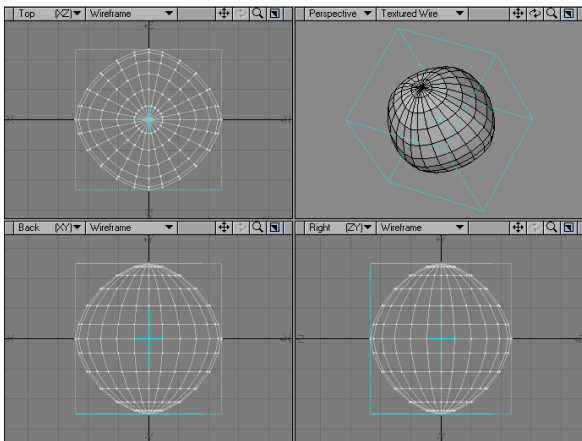 Top (XZ) Wireframe
Perspective Textured Wire
Back (XY) Wireframe
Right (ZY) Wireframe